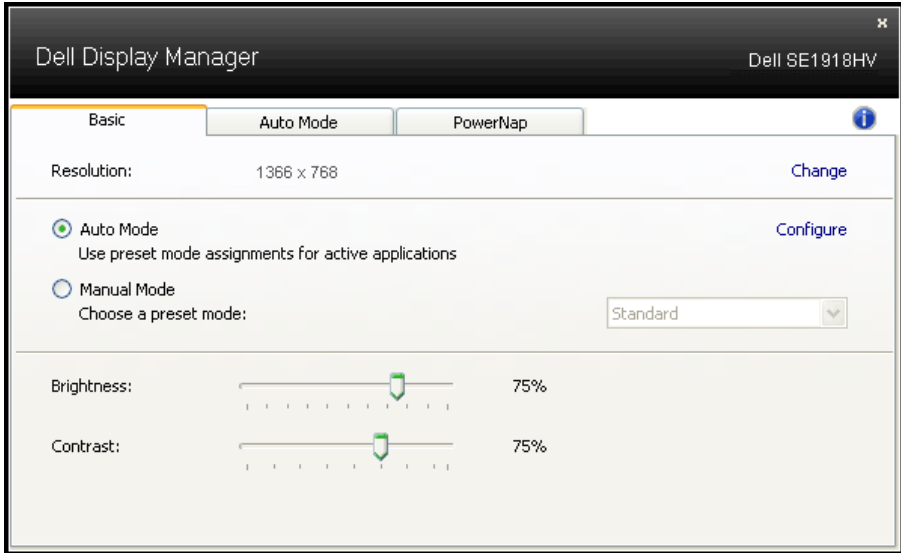 Dell Display Manager
Dell SE1918HV
Basic
Auto Mode
PowerNap
Resolution:
1366 x 768
Change
Auto Mode
Configure
Use preset mode assignments for active applications
Manual Mode
Choose a preset mode:
Standard
Brightness:
75%
Contrast:
75%